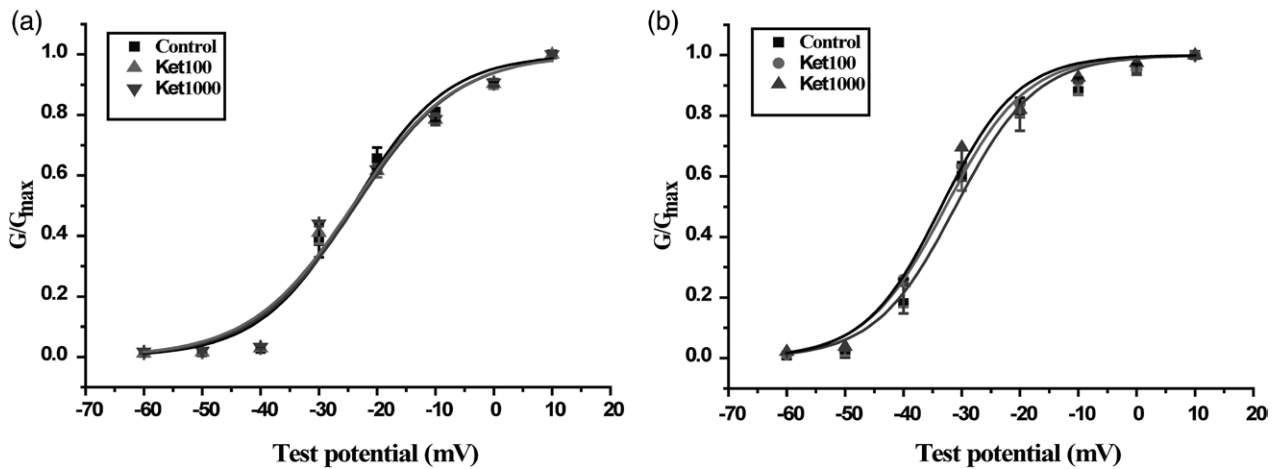 (a)
Control
Ket100
Ket1000
G/Gmax
1.0
0.8
0.6
0.4
0.2
0.0
-70 -60 -50 -40 -30 -20 -10 0 10 20
Test potential (mV)
(b)
Control
Ket100
Ket1000
G/Gmax
1.0
0.8
0.6
0.4
0.2
0.0
-70 -60 -50 -40 -30 -20 -10 0 10 20
Test potential (mV)